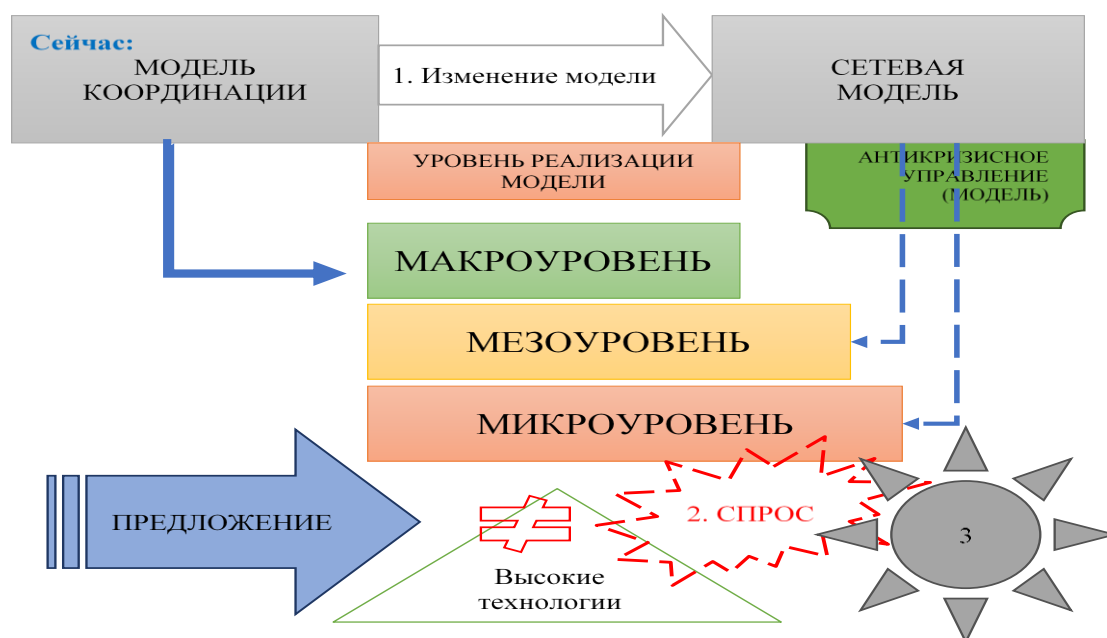 Сейчас:
МОДЕЛЬ
КООРДИНАЦИИ
1. Изменение модели
СЕТЕВАЯ
МОДЕЛЬ
УРОВЕНЬ РЕАЛИЗАЦИИ
МОДЕЛИ
АНТИКРИЗИСНОЕ
УПРАВЛЕНИЕ
(МОДЕЛЬ)
МАКРОУРОВЕНЬ
МЕЗОУРОВЕНЬ
МИКРОУРОВЕНЬ
ПРЕДЛОЖЕНИЕ
2. СПРОС
3
Высокие
технологии